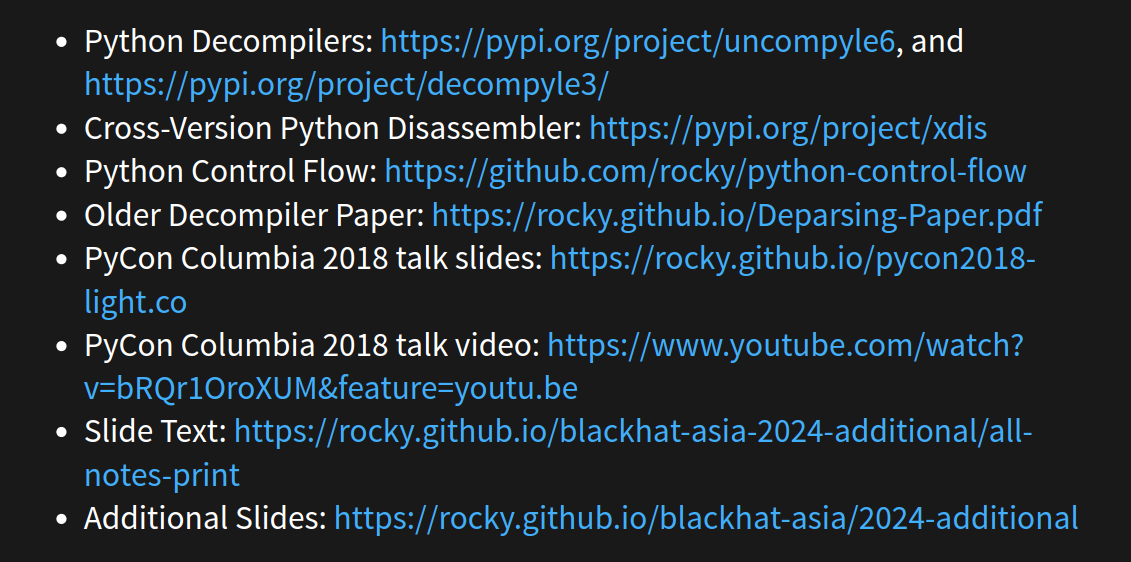 • Python Decompilers: https://pypi.org/project/uncompyle6, and
https://pypi.org/project/decompyle3/
• Cross-Version Python Disassembler: https://pypi.org/project/xdis
• Python Control Flow: https://github.com/rocky/python-control-flow
• Older Decompiler Paper: https://rocky.github.io/Deparsing-Paper.pdf
• PyCon Columbia 2018 talk slides: https://rocky.github.io/pycon2018-
light.co
• PyCon Columbia 2018 talk video: https://www.youtube.com/watch?
v=bRQr1OroXUM&feature=youtu.be
• Slide Text: https://rocky.github.io/blackhat-asia-2024-additional/all-
notes-print
• Additional Slides: https://rocky.github.io/blackhat-asia/2024-additional